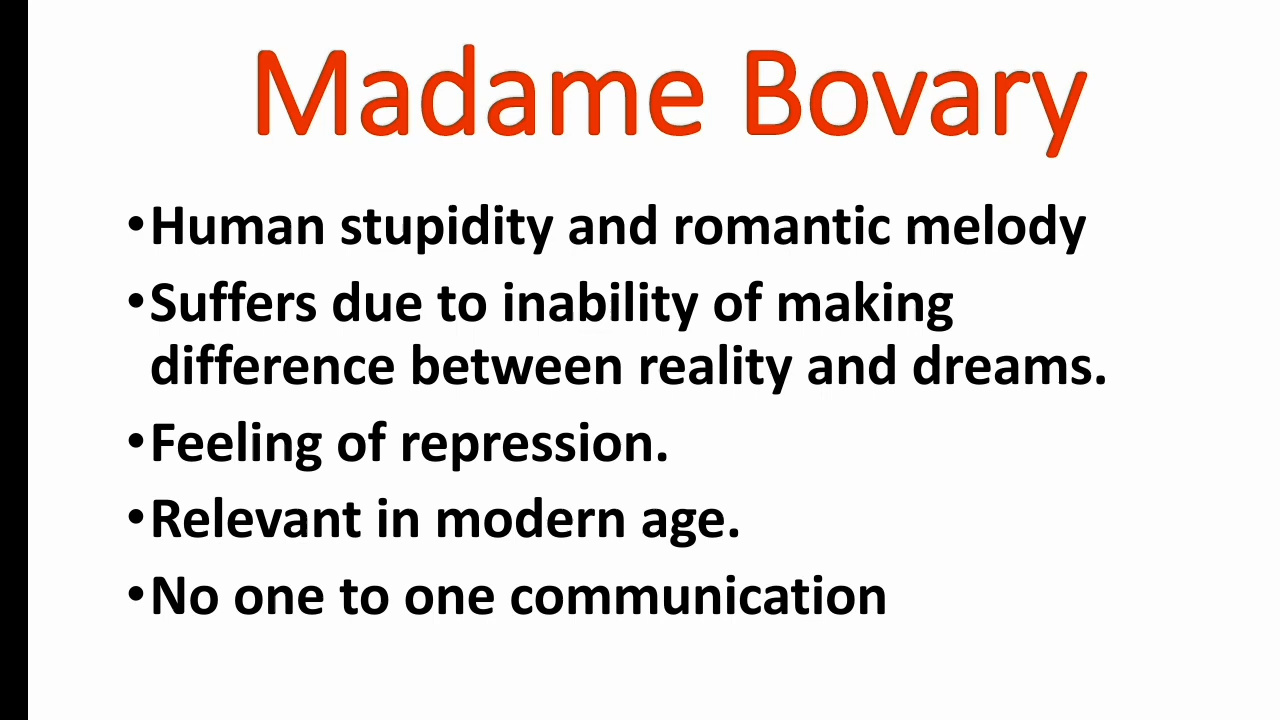 Madame Bovary
•Human stupidity and romantic melody
•Suffers due to inability of making
difference between reality and dreams.
•Feeling of repression.
•Relevant in modern age.
•No one to one communication